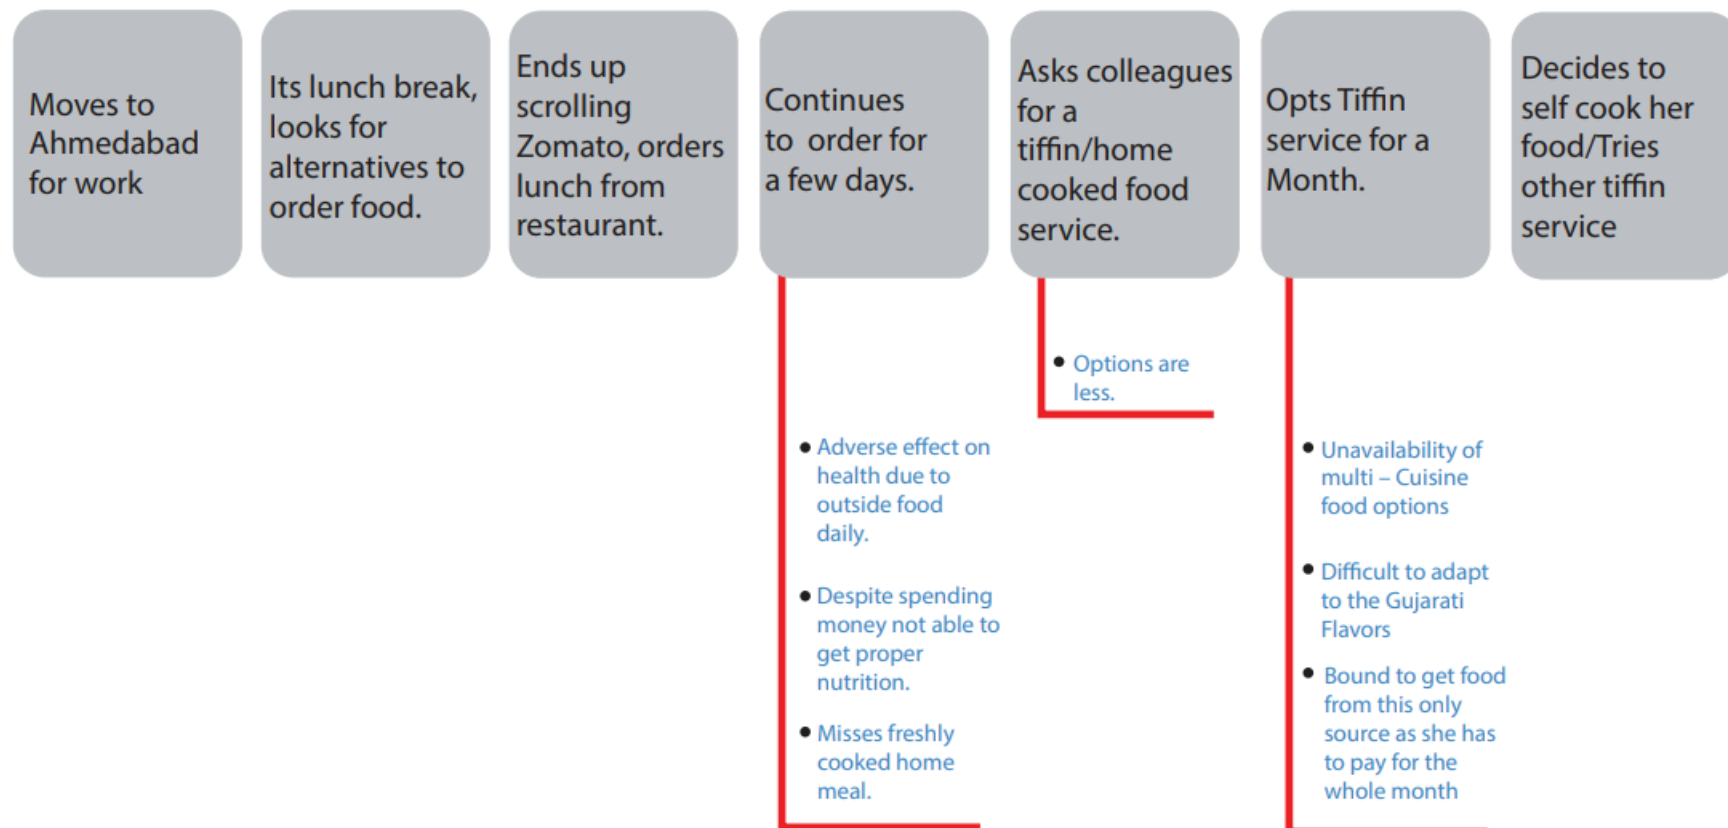 Moves to
Ahmedabad
for work
Its lunch break,
looks for
alternatives to
order food.
Ends up
scrolling
Zomato, orders
lunch from
restaurant.
Continues
to order for
a few days.
Asks colleagues
for a
tiffin/home
cooked food
service.
Opts Tiffin
service for a
Month.
Decides to
self cook her
food/Tries
other tiffin
service
• Adverse effect on
health due to
outside food
daily.
• Despite spending
money not able to
get proper
nutrition.
• Misses freshly
cooked home
meal.
• Options are
less.
• Unavailability of
multi – Cuisine
food options
• Difficult to adapt
to the Gujarati
Flavors
• Bound to get food
from this only
source as she has
to pay for the
whole month